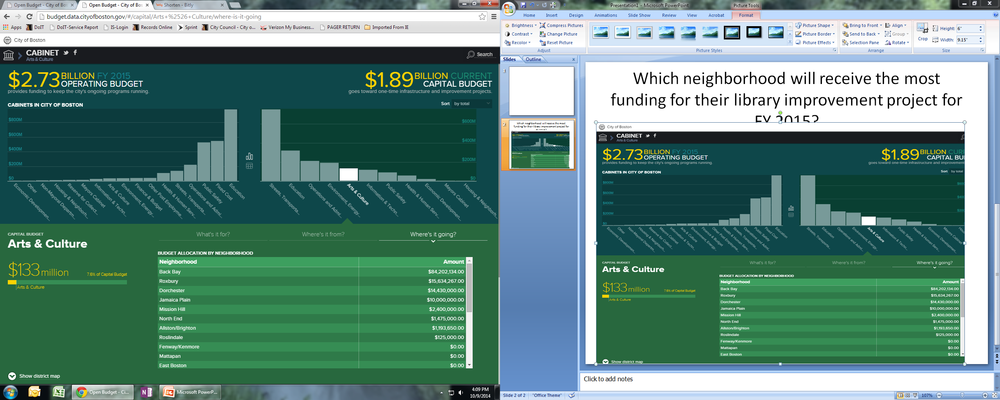 Open Budget - City of Bos
Open Budget - City of Bos
bitly Shorten - Bitly
budget.data.cityofboston.gov/#/capital/Arts+%2526+Culture/where-is-it-going
Apps DoIT DoIT-Service Report IS-Login Records Online Sprint City Council - City o... Verizon My Business... PAGER RETURN Imported From IE
City of Boston
CABINET
Arts & Culture
Search
$2.73 BILLION FY 2015
OPERATING BUDGET
provides funding to keep the city's ongoing programs running.
$1.89 BILLION CURRENT
CAPITAL BUDGET
goes toward one-time infrastructure and improvement projects.
CABINETS IN CITY OF BOSTON
Sort by total
$800M
$600M
$400M
$200M
$0
$600M
$400M
$200M
$0
Economic Developmen...
Other
Non-Mayoral Departm...
Housing & Neighborh...
Reserve for Collect...
Mayors Cabinet
Information & Techn...
Arts & Culture
Environment, Energy...
Finance & Budget
Other Post Employme...
Health & Human Serv...
Streets, Transporta...
Operations and Admi...
Public Safety
Fixed Cost
Education
Streets, Transporta...
Education
Operations and Admi...
Environment, Energy...
Arts & Culture
Information & Techn...
Public Safety
Health & Human Serv...
Economic Developmen...
Mayors Cabinet
Housing & Neighborh...
CAPITAL BUDGET
Arts & Culture
$133 million
7.6% of Capital Budget
Arts & Culture
What's it for? Where's it from? Where's it going?
BUDGET ALLOCATION BY NEIGHBORHOOD
Neighborhood Amount
Back Bay $84,202,134.00
Roxbury $15,634,267.00
Dorchester $14,430,000.00
Jamaica Plain $10,000,000.00
Mission Hill $2,400,000.00
North End $1,475,000.00
Allston/Brighton $1,193,650.00
Roslindale $125,000.00
Fenway/Kenmore $0.00
Mattapan $0.00
East Boston $0.00
Show district map
Open Budget - Ci...
Microsoft PowerP...
4:09 PM
10/9/2014
Presentation1 - Microsoft PowerPoint
Picture Tools
Home Insert Design Animations Slide Show Review View Acrobat Format
Brightness Compress Pictures
Contrast Change Picture
Recolor Reset Picture
Adjust
Picture Styles
Picture Shape
Picture Border
Picture Effects
Bring to Front Align
Send to Back Group
Selection Pane Rotate
Arrange
Crop
Height: 6"
Width: 9.15"
Size
Slides Outline
1
2
Which neighborhood will receive the most
funding for their library improvement project for
FY 2015?
Which neighborhood will receive the most
funding for their library improvement project for
FY 2015?
City of Boston
CABINET
Arts & Culture
$2.73 BILLION FY 2015
OPERATING BUDGET
provides funding to keep the city's ongoing programs running.
$1.89 BILLION CURR
CAPITAL BU
goes toward one-time infrastructure and improvement
CABINETS IN CITY OF BOSTON
Sort by total
$800M
$600M
$400M
$200M
$0
$600
$400
$200
Economic Developmen...
Other
Non-Mayoral Departm...
Housing & Neighborh...
Reserve for Collect...
Mayors Cabinet
Information & Techn...
Arts & Culture
Environment, Energy...
Finance & Budget
Other Post Employme...
Health & Human Serv...
Streets, Transporta...
Operations and Admi...
Public Safety
Fixed Cost
Education
Streets, Transporta...
Education
Operations and Admi...
Environment, Energy...
Arts & Culture
Information & Techn...
Public Safety
Health & Human Serv...
Economic Developmen...
Mayors Cabinet
CAPITAL BUDGET
Arts & Culture
$133 million
7.6% of Capital Budget
Arts & Culture
What's it for? Where's it from? Where's it going?
BUDGET ALLOCATION BY NEIGHBORHOOD
Neighborhood Amount
Back Bay $84,202,134.00
Roxbury $15,634,267.00
Dorchester $14,430,000.00
Jamaica Plain $10,000,000.00
Mission Hill $2,400,000.00
North End $1,475,000.00
Allston/Brighton $1,193,650.00
Roslindale $125,000.00
Fenway/Kenmore $0.00
Mattapan $0.00
East Boston $0.00
Show district map
Click to add notes
Slide 2 of 2 "Office Theme" 107%